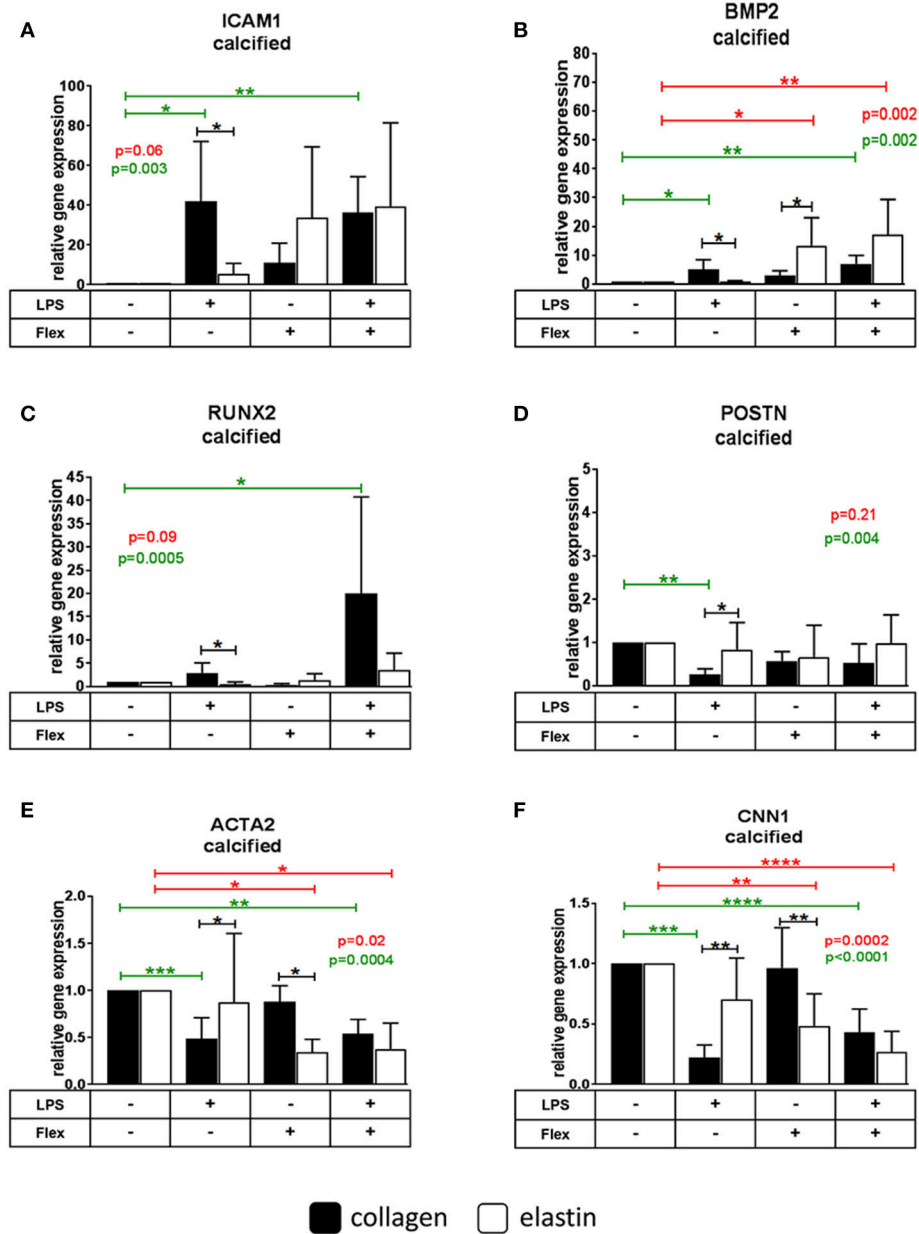 A
ICAM1
calcified
relative gene expression
100
80
60
40
20
0
**
*
*
p=0.06
p=0.003
LPS - + - +
Flex - - + +
B
BMP2
calcified
relative gene expression
80
70
60
50
40
30
20
10
0
**
*
**
*
*
*
p=0.002
p=0.002
LPS - + - +
Flex - - + +
C
RUNX2
calcified
relative gene expression
45
40
35
30
25
20
15
10
5
0
*
*
p=0.09
p=0.0005
LPS - + - +
Flex - - + +
D
POSTN
calcified
relative gene expression
5
4
3
2
1
0
**
*
p=0.21
p=0.004
LPS - + - +
Flex - - + +
E
ACTA2
calcified
relative gene expression
2.0
1.5
1.0
0.5
0.0
*
*
**
*
***
*
p=0.02
p=0.0004
LPS - + - +
Flex - - + +
F
CNN1
calcified
relative gene expression
1.5
1.0
0.5
0.0
****
**
****
***
**
**
p=0.0002
p<0.0001
LPS - + - +
Flex - - + +
collagen elastin